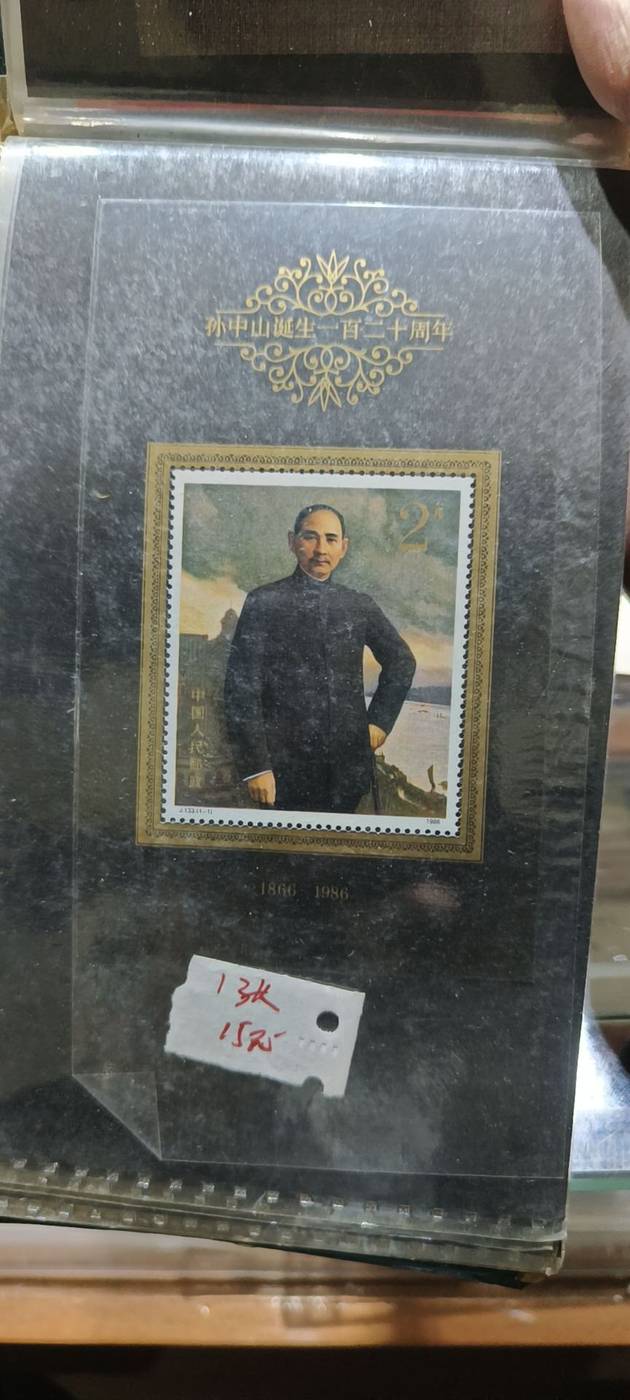 孙中山诞生一百二十周年
2元
中国人民邮政
J.133.(1-1)
1986
1866 1986
1张
15元